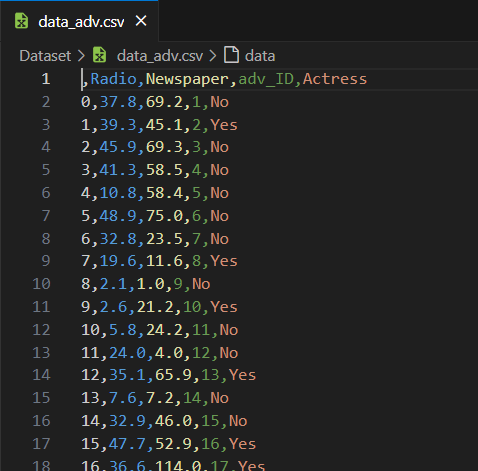 data_adv.csv
Dataset > data_adv.csv > data
1 ,Radio,Newspaper,adv_ID,Actress
2 0,37.8,69.2,1,No
3 1,39.3,45.1,2,Yes
4 2,45.9,69.3,3,No
5 3,41.3,58.5,4,No
6 4,10.8,58.4,5,No
7 5,48.9,75.0,6,No
8 6,32.8,23.5,7,No
9 7,19.6,11.6,8,Yes
10 8,2.1,1.0,9,No
11 9,2.6,21.2,10,Yes
12 10,5.8,24.2,11,No
13 11,24.0,4.0,12,No
14 12,35.1,65.9,13,Yes
15 13,7.6,7.2,14,No
16 14,32.9,46.0,15,No
17 15,47.7,52.9,16,Yes
18 16,36.6,114.0,17,Yes